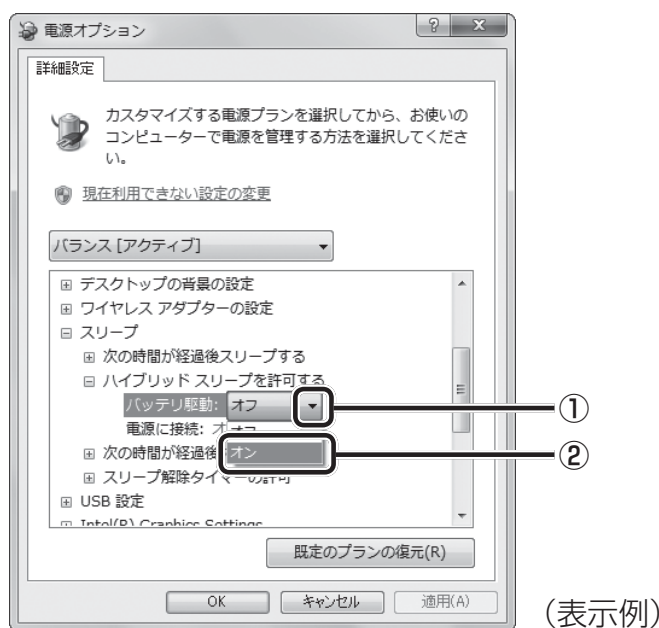 電源オプション
詳細設定
カスタマイズする電源プランを選択してから、お使いの
コンピューターで電源を管理する方法を選択してくださ
い。
現在利用できない設定の変更
バランス [アクティブ]
デスクトップの背景の設定
ワイヤレス アダプターの設定
スリープ
次の時間が経過後スリープする
ハイブリッド スリープを許可する
バッテリ駆動: オフ
①
電源に接続:
次の時間が経過後 オン
②
スリープ解除タイマーの許可
USB 設定
Intel(R) Graphics Settings
既定のプランの復元(R)
OK キャンセル 適用(A)
(表示例)